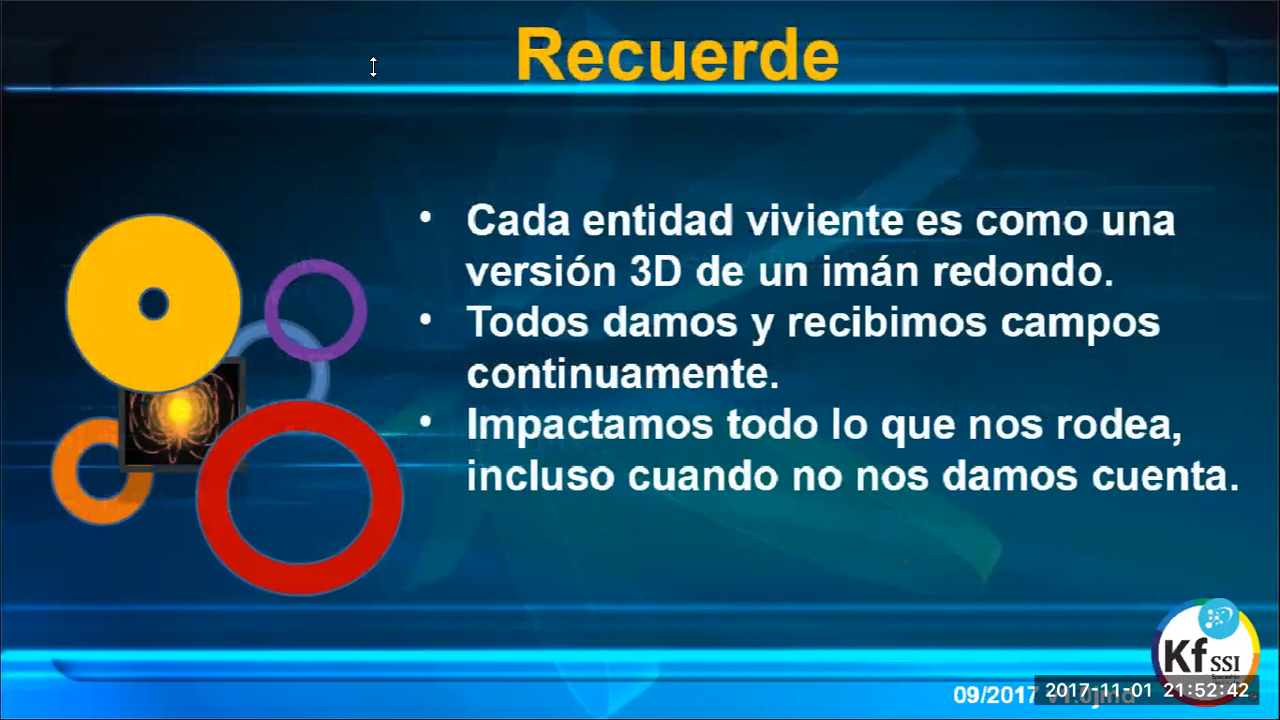 Recuerde
• Cada entidad viviente es como una
versión 3D de un imán redondo.
• Todos damos y recibimos campos
continuamente.
• Impactamos todo lo que nos rodea,
incluso cuando no nos damos cuenta.
Kf SSI
09/2017
2017-11-01 21:52:42